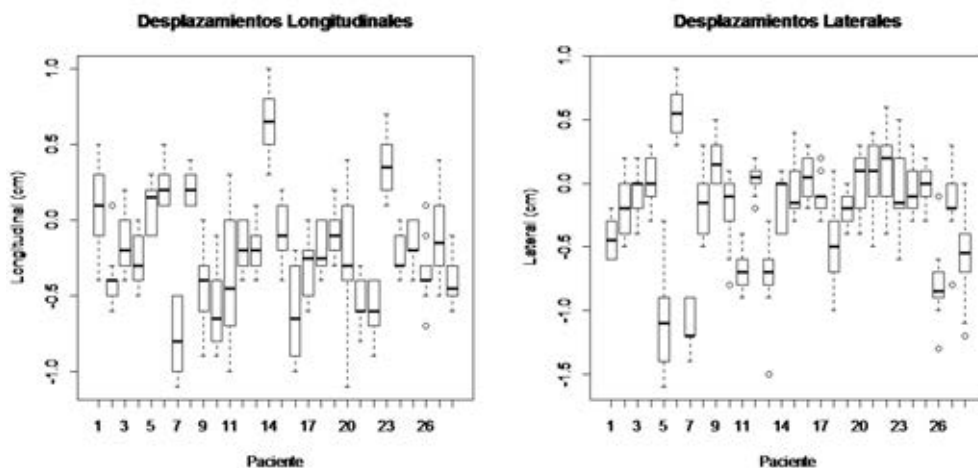 Desplazamientos Longitudinales
Longitudinal (cm)
1.0
0.5
0.0
-0.5
-1.0
1 3 5 7 9 11 14 17 20 23 26
Paciente
Desplazamientos Laterales
Lateral (cm)
1.0
0.5
0.0
-0.5
-1.0
-1.5
1 3 5 7 9 11 14 17 20 23 26
Paciente